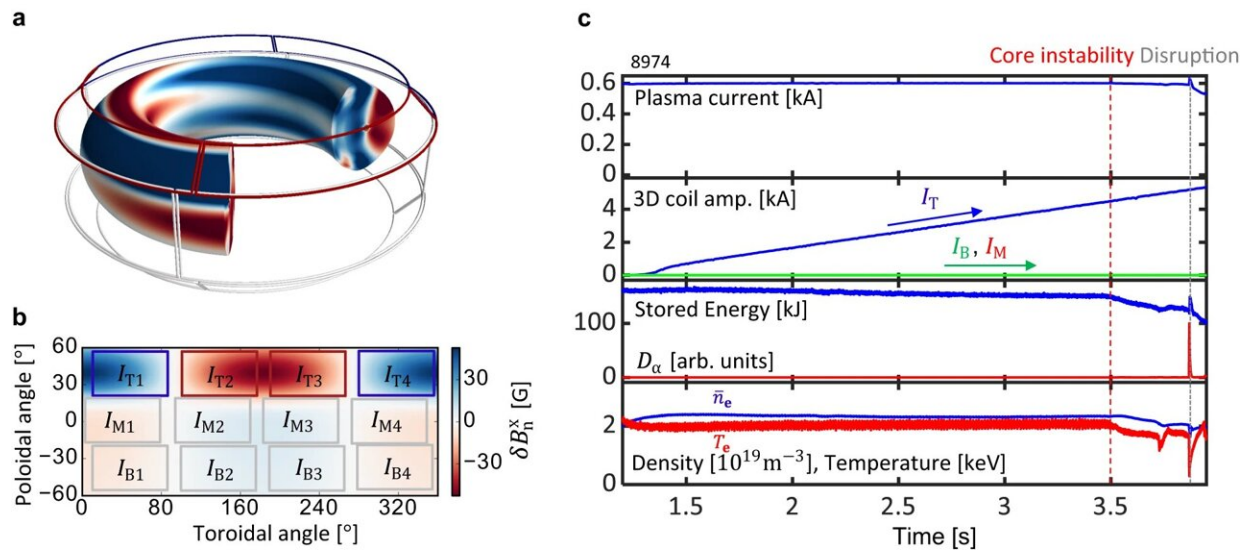 a
b
60
30
0
−30
−60
Poloidal angle [°]
I_T1 I_T2 I_T3 I_T4
I_M1 I_M2 I_M3 I_M4
I_B1 I_B2 I_B3 I_B4
0 80 160 240 320
Toroidal angle [°]
30
0
−30
δB_n^x [G]
c
8974
Core instability Disruption
0.6
0.4
0.2
0
Plasma current [kA]
4
2
0
3D coil amp. [kA]
I_T
I_B, I_M
100
0
Stored Energy [kJ]
D_α [arb. units]
2
0
n̄_e
T_e
Density [10^19 m^−3], Temperature [keV]
1.5 2 2.5 3 3.5
Time [s]